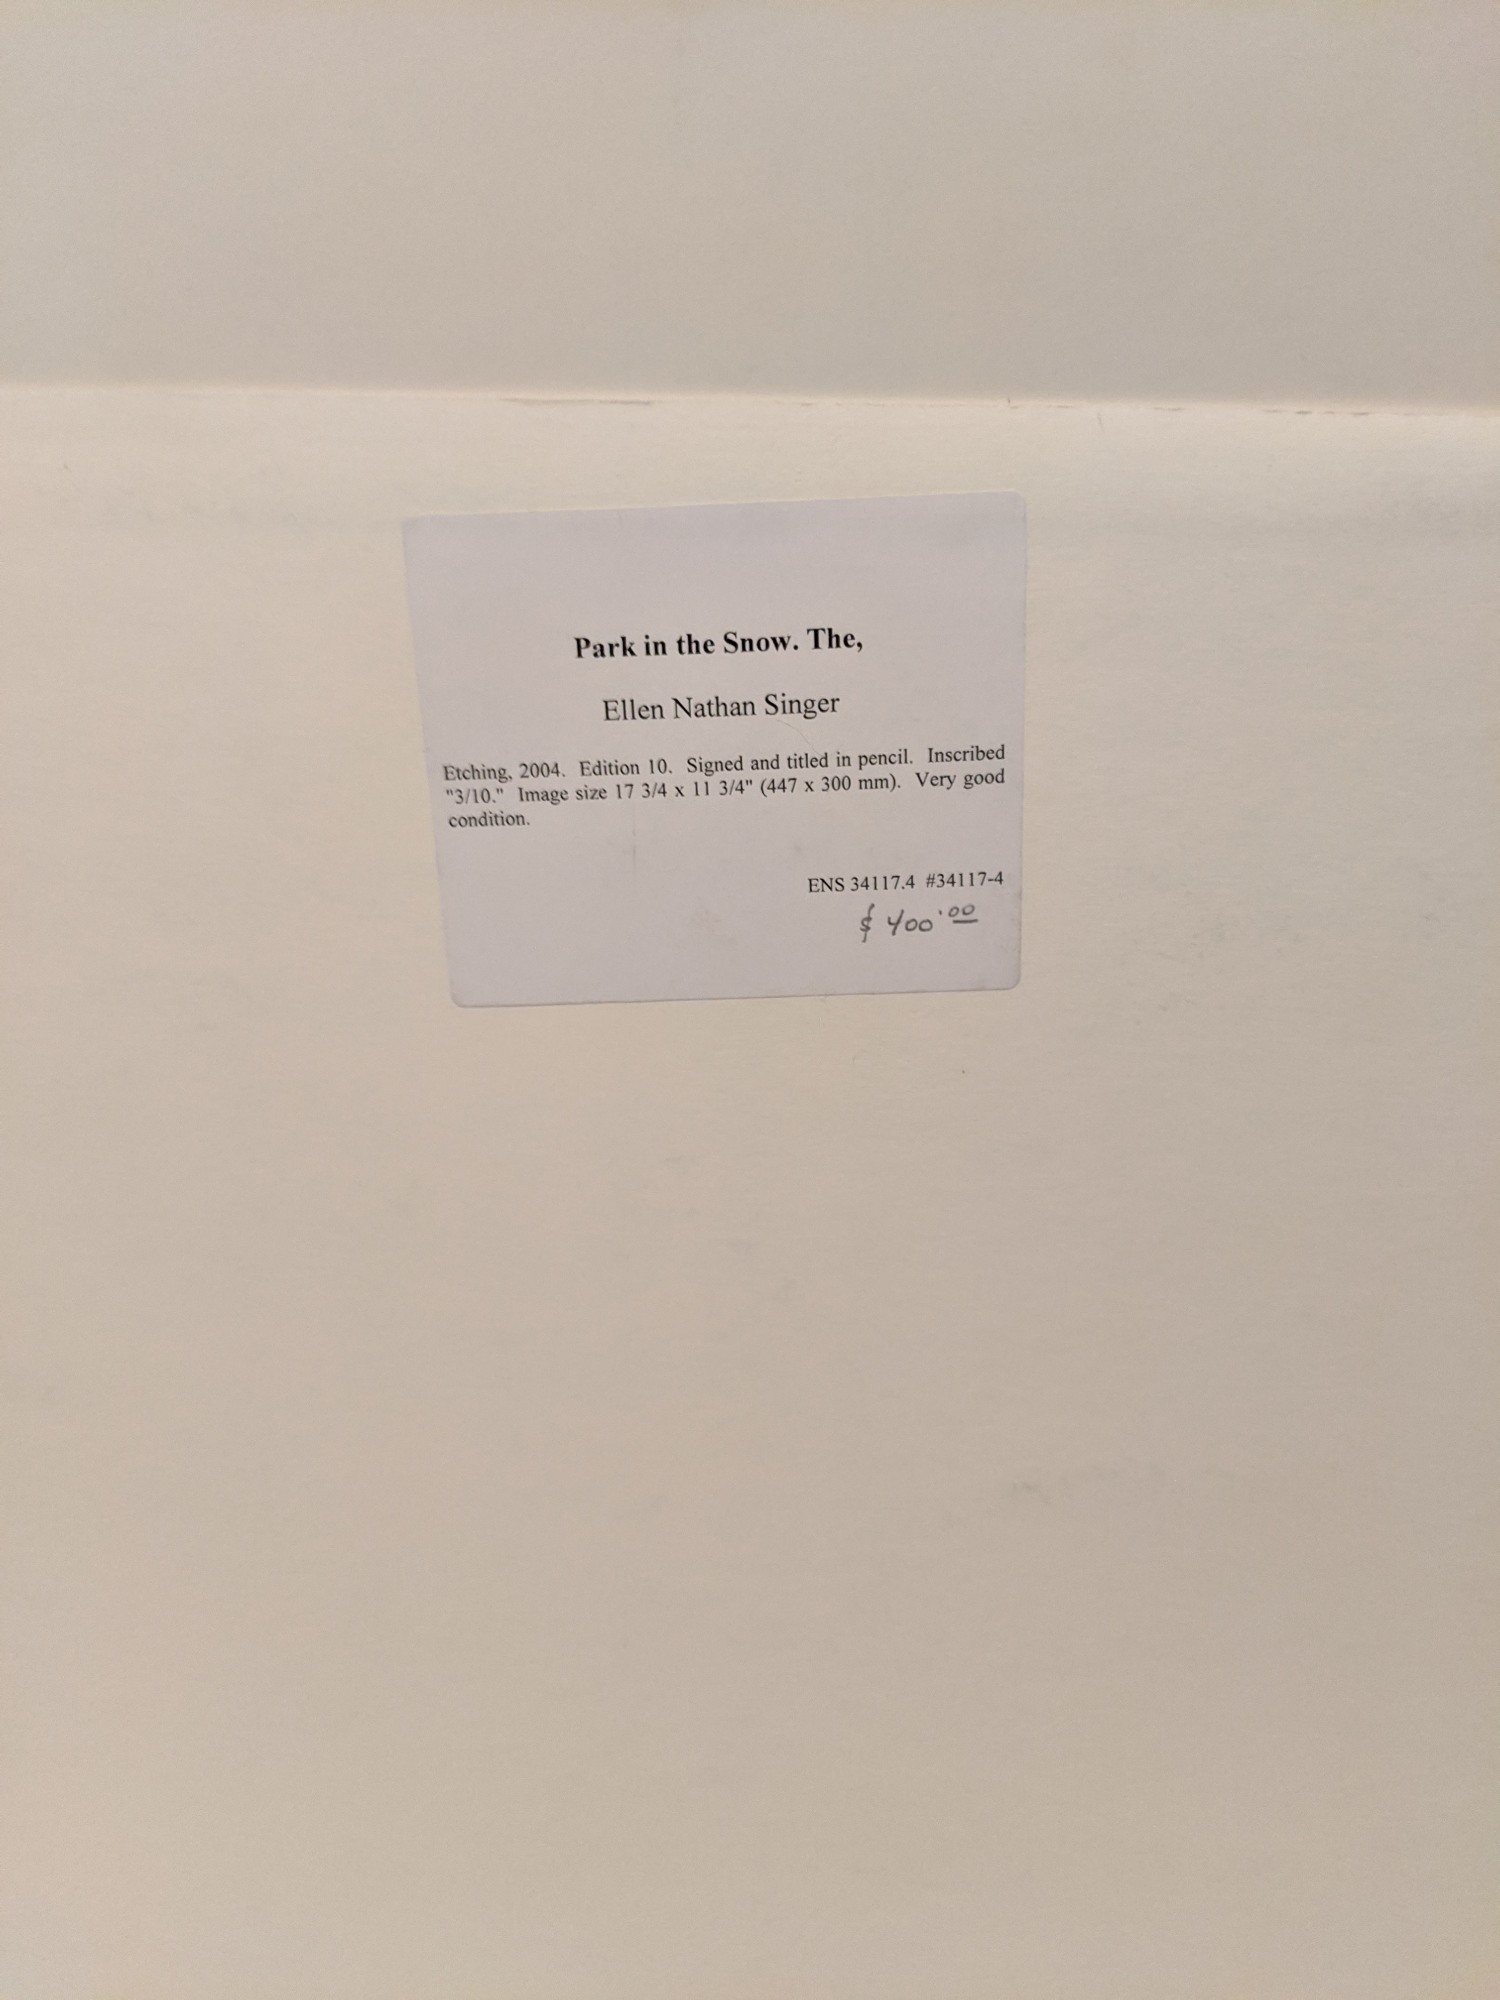 Park in the Snow. The,
Ellen Nathan Singer
Etching, 2004. Edition 10. Signed and titled in pencil. Inscribed
"3/10." Image size 17 3/4 x 11 3/4" (447 x 300 mm). Very good
condition.
ENS 34117.4 #34117-4
$ 400.00